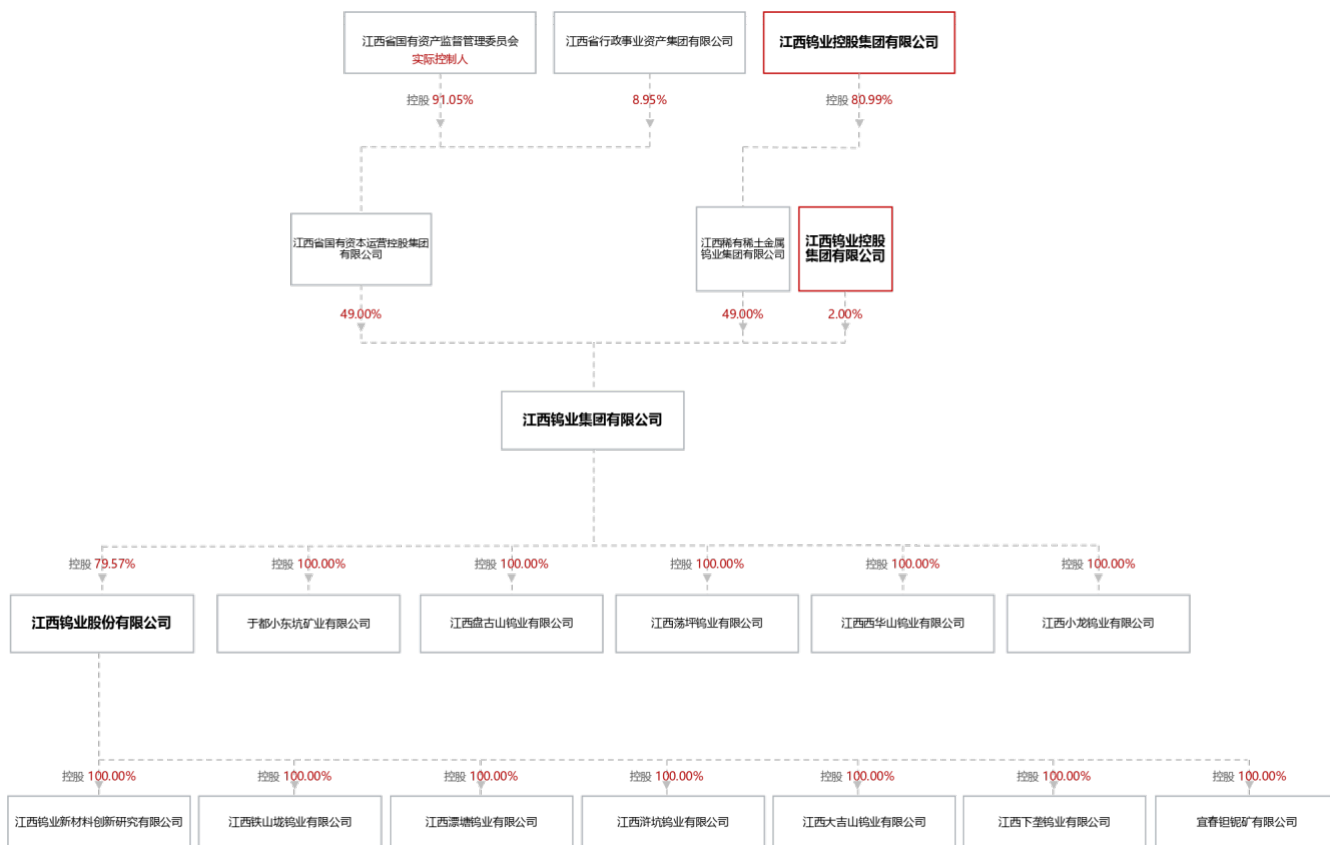 江西省国有资产监督管理委员会
实际控制人
江西省行政事业资产集团有限公司
江西钨业控股集团有限公司
控股 91.05%
8.95%
控股 80.99%
江西省国有资本运营控股集团
有限公司
江西稀有稀土金属
钨业集团有限公司
江西钨业控股
集团有限公司
49.00%
49.00%
2.00%
江西钨业集团有限公司
控股 79.57%
控股 100.00%
控股 100.00%
控股 100.00%
控股 100.00%
控股 100.00%
江西钨业股份有限公司
于都小东坑矿业有限公司
江西盘古山钨业有限公司
江西荡坪钨业有限公司
江西西华山钨业有限公司
江西小龙钨业有限公司
控股 100.00%
控股 100.00%
控股 100.00%
控股 100.00%
控股 100.00%
控股 100.00%
控股 100.00%
江西钨业新材料创新研究有限公司
江西铁山垅钨业有限公司
江西漂塘钨业有限公司
江西浒坑钨业有限公司
江西大吉山钨业有限公司
江西下垄钨业有限公司
宜春钽铌矿有限公司